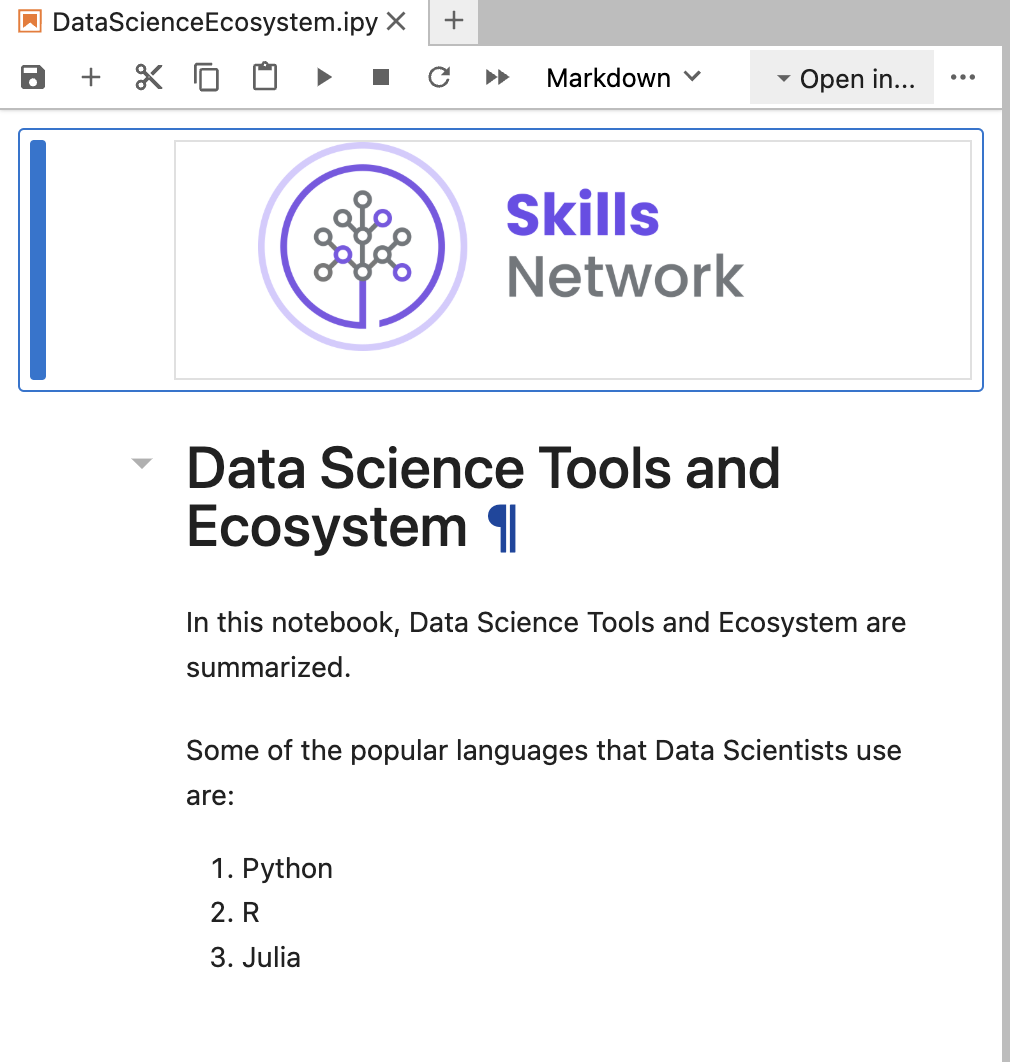 DataScienceEcosystem.ipy
Markdown
Open in...
Skills
Network
Data Science Tools and
Ecosystem ¶
In this notebook, Data Science Tools and Ecosystem are
summarized.
Some of the popular languages that Data Scientists use
are:
1. Python
2. R
3. Julia